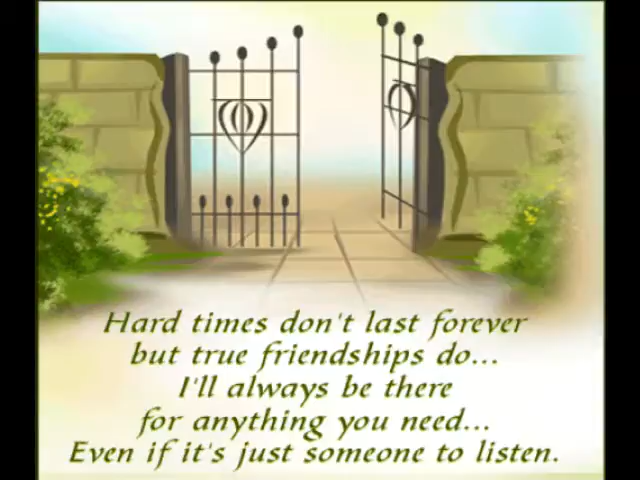 Hard times don't last forever
but true friendships do...
I'll always be there
for anything you need...
Even if it's just someone to listen.